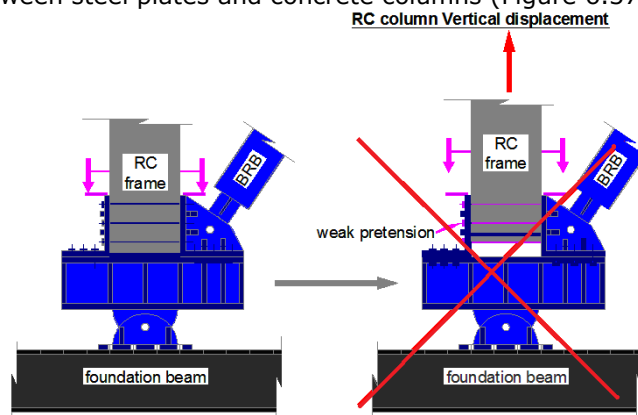 ween steel plates and concrete columns (Figure 6.37
RC column Vertical displacement
RC
frame
BRB
foundation beam
RC
frame
BRB
weak pretension
foundation beam